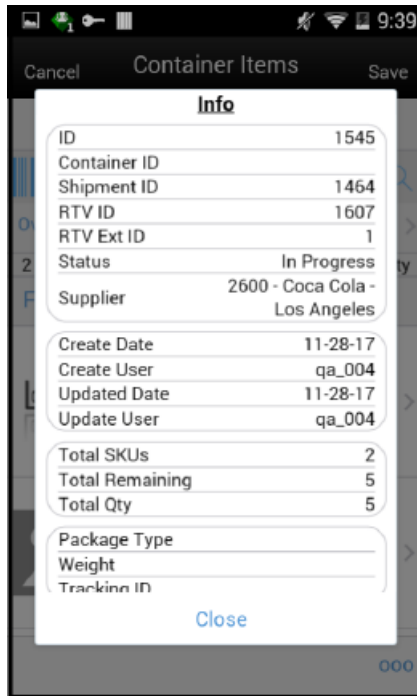 9:39
Cancel Container Items Save
Info
ID 1545
Container ID
Shipment ID 1464
RTV ID 1607
RTV Ext ID 1
Status In Progress
Supplier 2600 - Coca Cola -
Los Angeles
Create Date 11-28-17
Create User qa_004
Updated Date 11-28-17
Update User qa_004
Total SKUs 2
Total Remaining 5
Total Qty 5
Package Type
Weight
Tracking ID
Close